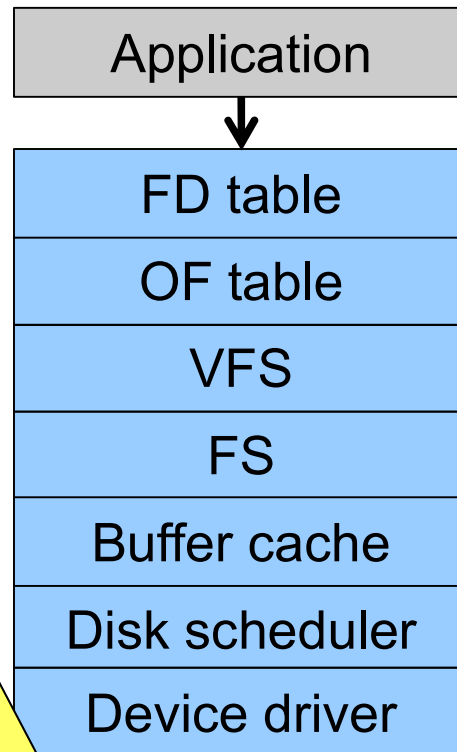 Application
FD table
OF table
VFS
FS
Buffer cache
Disk scheduler
Device driver